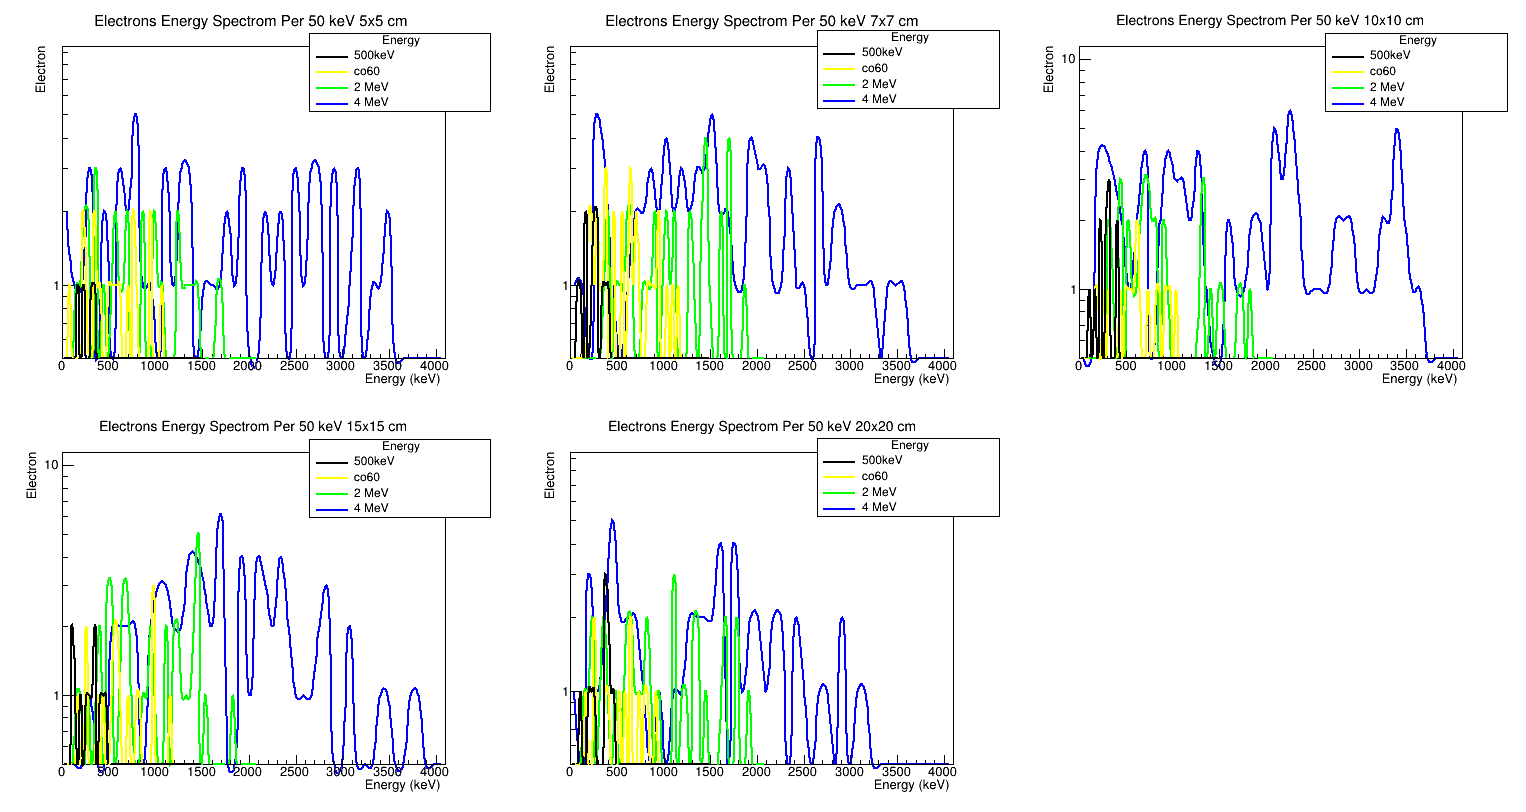 Electrons Energy Spectrom Per 50 keV 5x5 cm
Electron
Energy
500keV
co60
2 MeV
4 MeV
1
0 500 1000 1500 2000 2500 3000 3500 4000
Energy (keV)
Electrons Energy Spectrom Per 50 keV 7x7 cm
Electron
Energy
500keV
co60
2 MeV
4 MeV
1
0 500 1000 1500 2000 2500 3000 3500 4000
Energy (keV)
Electrons Energy Spectrom Per 50 keV 10x10 cm
Electron
Energy
500keV
co60
2 MeV
4 MeV
10
1
0 500 1000 1500 2000 2500 3000 3500 4000
Energy (keV)
Electrons Energy Spectrom Per 50 keV 15x15 cm
Electron
Energy
500keV
co60
2 MeV
4 MeV
10
1
0 500 1000 1500 2000 2500 3000 3500 4000
Energy (keV)
Electrons Energy Spectrom Per 50 keV 20x20 cm
Electron
Energy
500keV
co60
2 MeV
4 MeV
1
0 500 1000 1500 2000 2500 3000 3500 4000
Energy (keV)